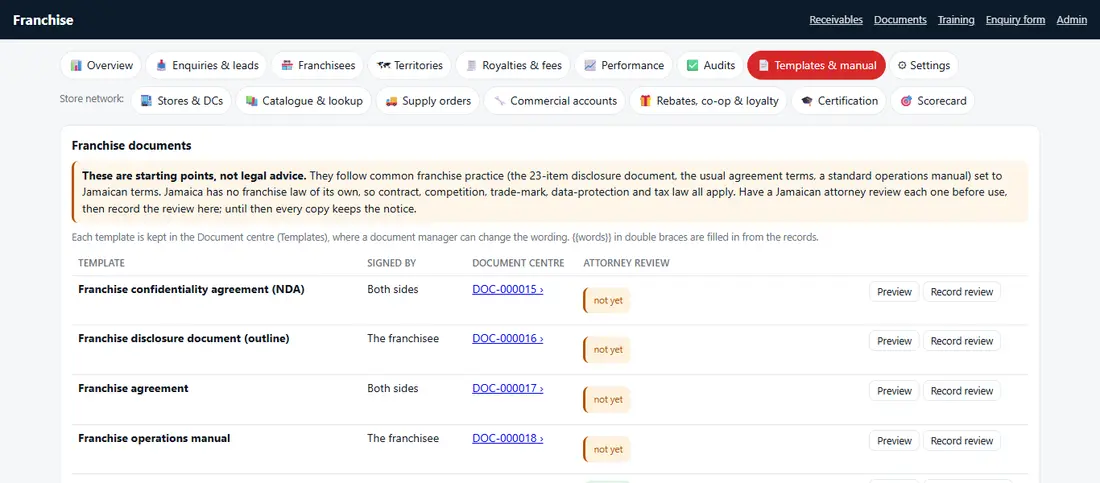 Franchise
Receivables Documents Training Enquiry form Admin
Overview Enquiries & leads Franchisees Territories Royalties & fees Performance Audits Templates & manual Settings
Store network: Stores & DCs Catalogue & lookup Supply orders Commercial accounts Rebates, co-op & loyalty Certification Scorecard
Franchise documents
These are starting points, not legal advice. They follow common franchise practice (the 23-item disclosure document, the usual agreement terms, a standard operations manual) set to
Jamaican terms. Jamaica has no franchise law of its own, so contract, competition, trade-mark, data-protection and tax law all apply. Have a Jamaican attorney review each one before use,
then record the review here; until then every copy keeps the notice.
Each template is kept in the Document centre (Templates), where a document manager can change the wording. {{words}} in double braces are filled in from the records.
TEMPLATE SIGNED BY DOCUMENT CENTRE ATTORNEY REVIEW
Franchise confidentiality agreement (NDA) Both sides DOC-000015 › not yet Preview Record review
Franchise disclosure document (outline) The franchisee DOC-000016 › not yet Preview Record review
Franchise agreement Both sides DOC-000017 › not yet Preview Record review
Franchise operations manual The franchisee DOC-000018 › not yet Preview Record review